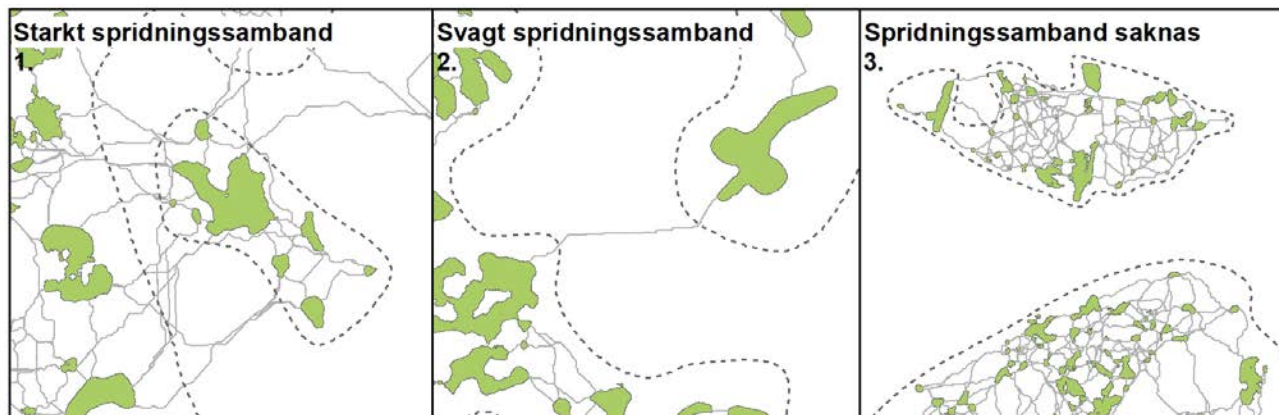 Starkt spridningssamband
1.
Svagt spridningssamband
2.
Spridningssamband saknas
3.